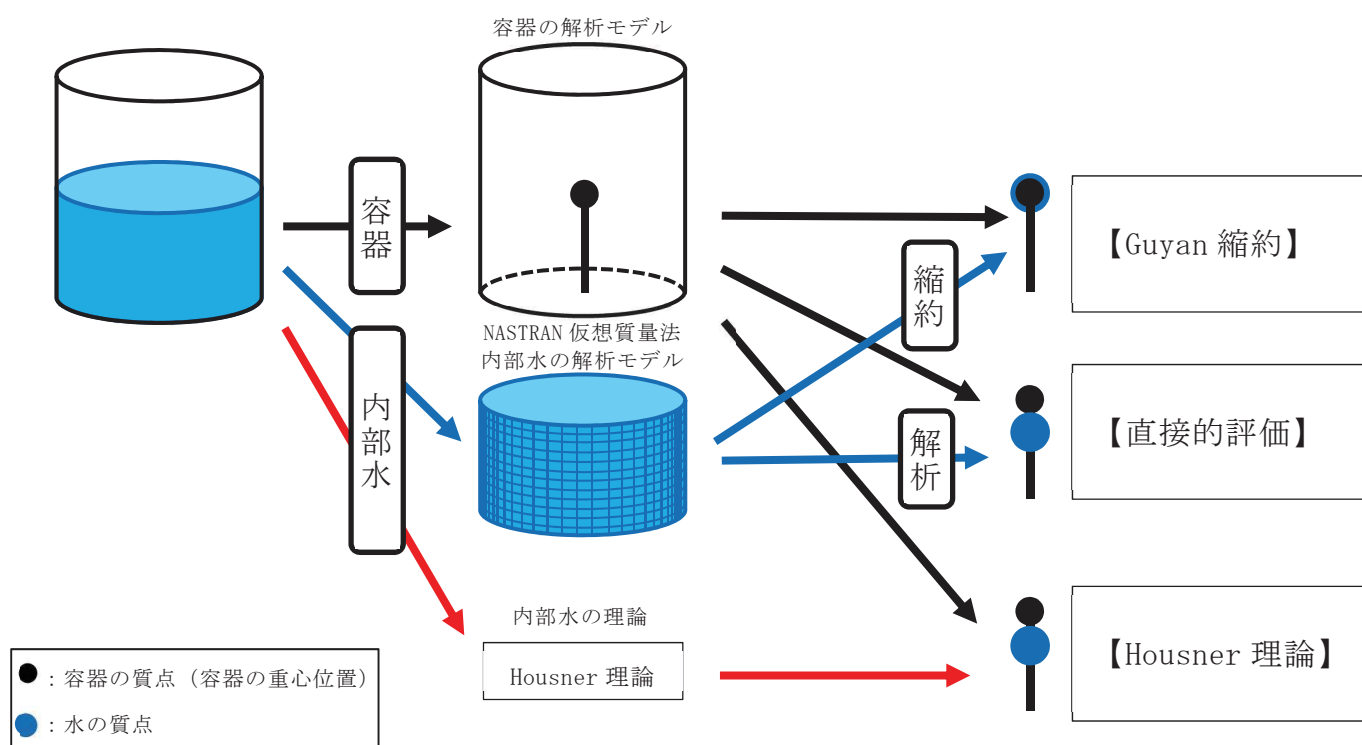 容器の解析モデル
容器
内部水
NASTRAN 仮想質量法
内部水の解析モデル
内部水の理論
Housner 理論
縮約
解析
【Guyan 縮約】
【直接的評価】
【Housner 理論】
：容器の質点（容器の重心位置）
：水の質点